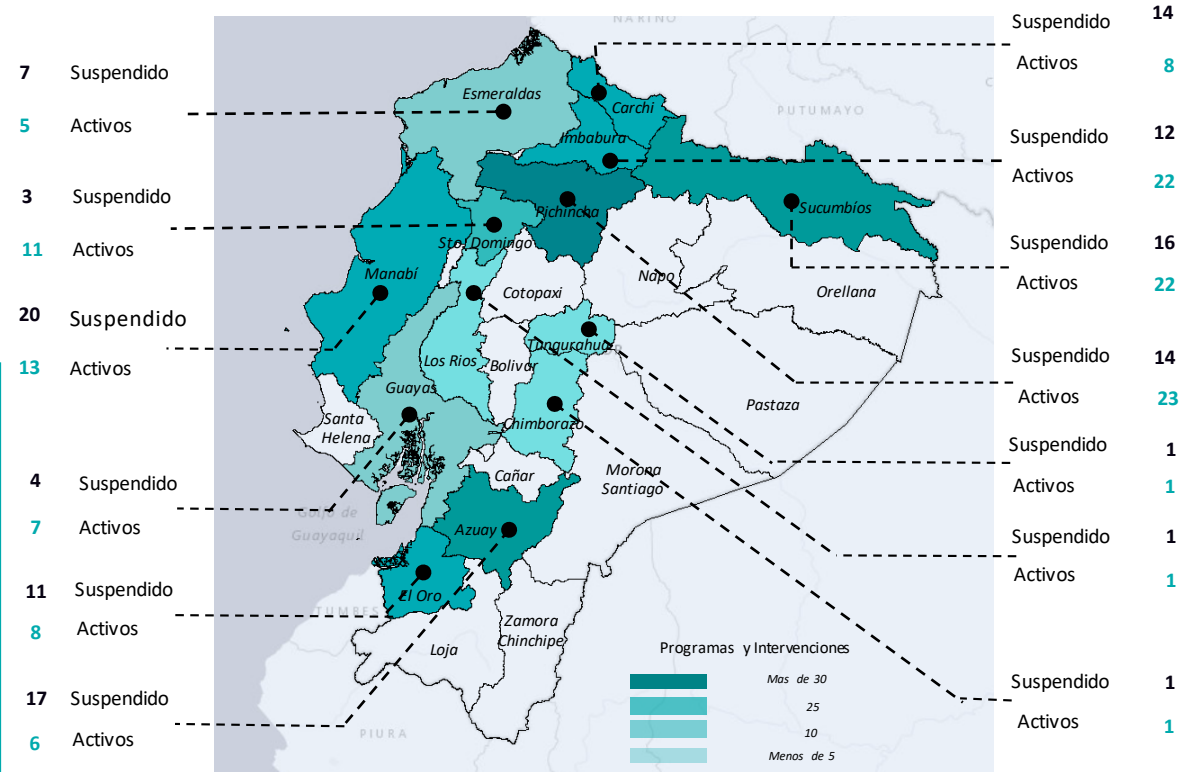 7 Suspendido
5 Activos
3 Suspendido
11 Activos
20 Suspendido
13 Activos
4 Suspendido
7 Activos
11 Suspendido
8 Activos
17 Suspendido
6 Activos
NARIÑO
PUTUMAYO
Esmeraldas
Carchi
Imbabura
Pichincha
Sucumbíos
Sto. Domingo
Manabí
Cotopaxi
Napo
Orellana
Tungurahua
Los Rios
Bolivar
Guayas
Pastaza
Santa
Helena
Chimborazo
Cañar
Morona
Santiago
Golfo de
Guayaquil
Azuay
El Oro
TUMBES
Zamora
Chinchipe
Loja
PIURA
Programas y Intervenciones
Mas de 30
25
10
Menos de 5
Suspendido 14
Activos 8
Suspendido 12
Activos 22
Suspendido 16
Activos 22
Suspendido 14
Activos 23
Suspendido 1
Activos 1
Suspendido 1
Activos 1
Suspendido 1
Activos 1